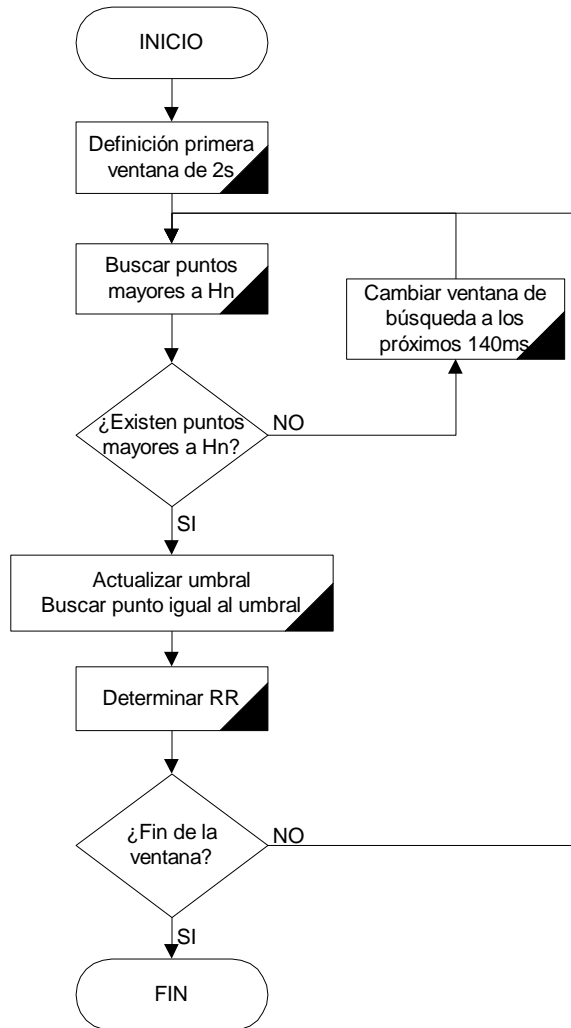 INICIO
Definición primera
ventana de 2s
Buscar puntos
mayores a Hn
Cambiar ventana de
búsqueda a los
próximos 140ms
¿Existen puntos
mayores a Hn?
NO
SI
Actualizar umbral
Buscar punto igual al umbral
Determinar RR
¿Fin de la
ventana?
NO
SI
FIN